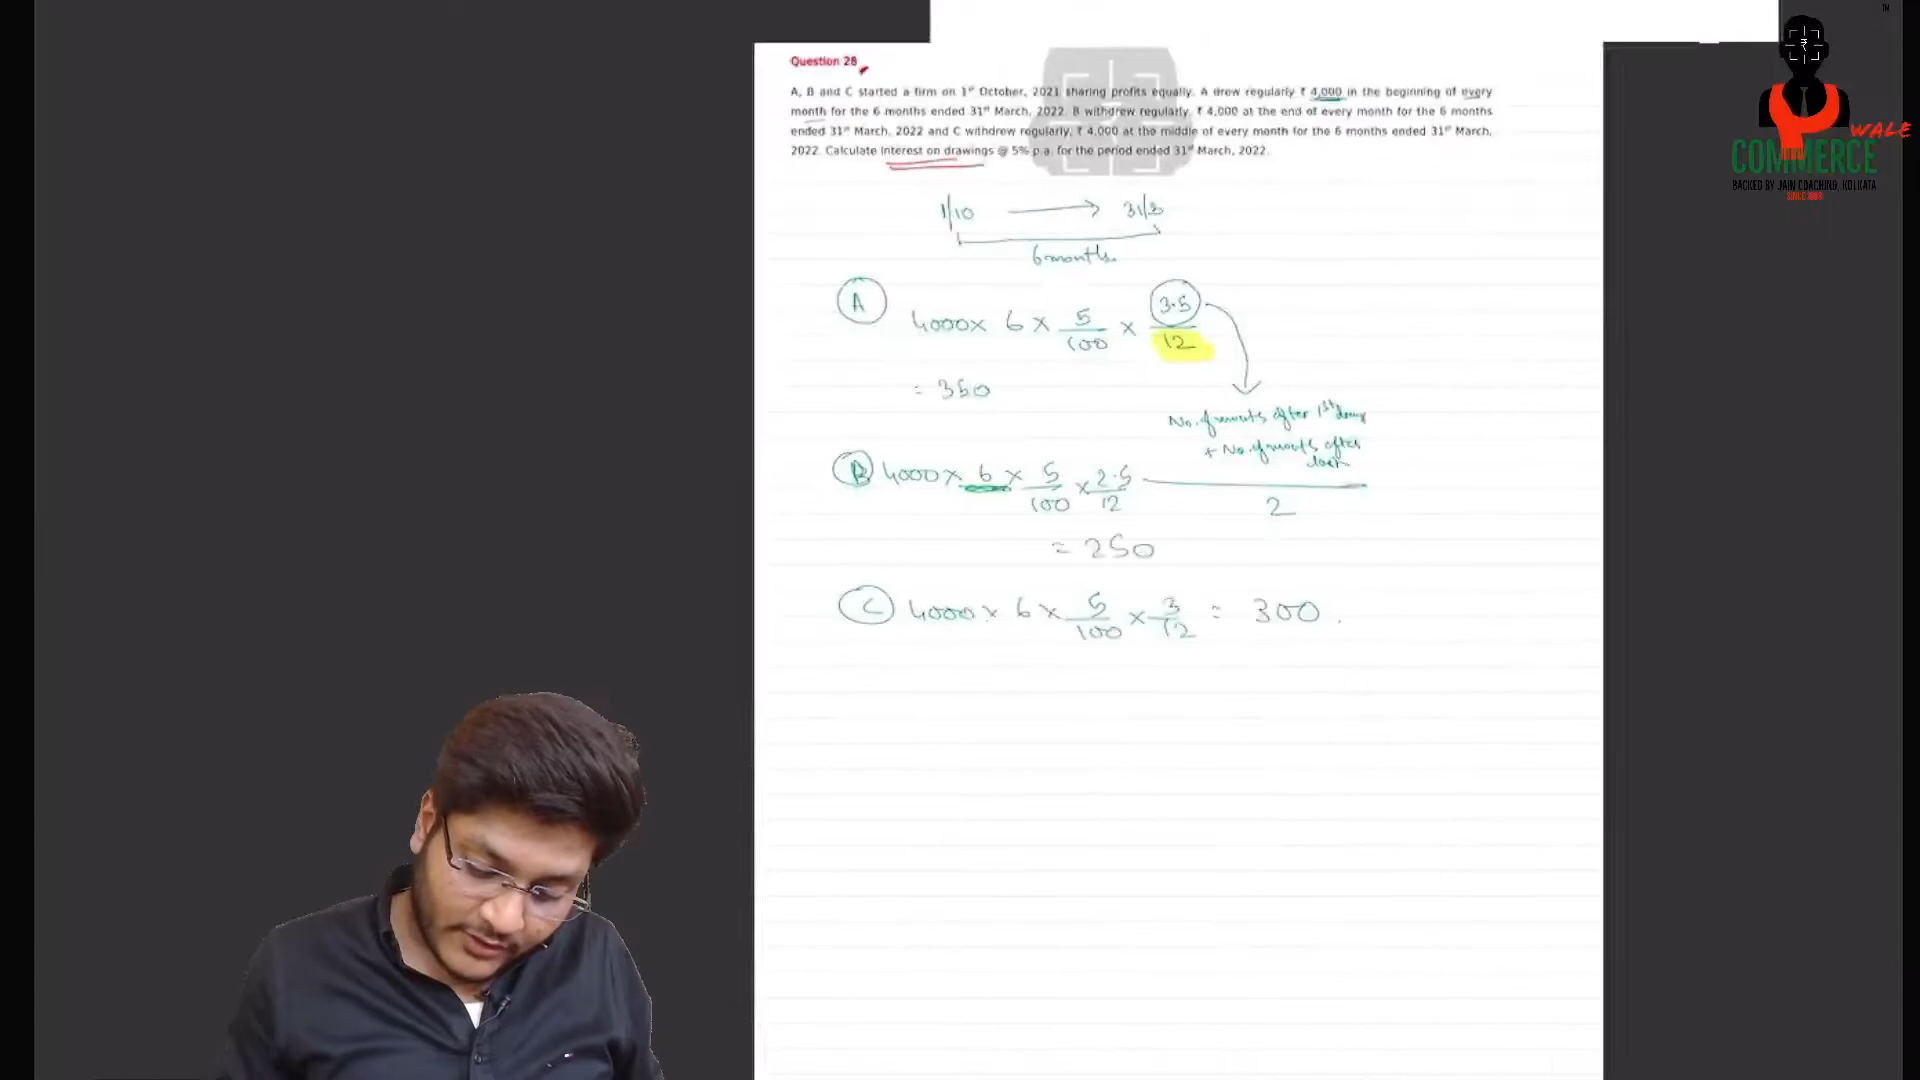 Question 28
A, B and C started a firm on 1st October, 2021 sharing profits equally. A drew regularly ₹ 4,000 in the beginning of every
month for the 6 months ended 31st March, 2022. B withdrew regularly, ₹ 4,000 at the end of every month for the 6 months
ended 31st March, 2022 and C withdrew regularly, ₹ 4,000 at the middle of every month for the 6 months ended 31st March,
2022. Calculate Interest on drawings @ 5% p.a. for the period ended 31st March, 2022.
1/10 → 31/3
6 months
A 4000 × 6 × 5/100 × 3.5/12
= 350
No. of months after 1st draw
+ No. of months after
2
B 4000 × 6 × 5/100 × 2.5/12
= 250
C 4000 × 6 × 5/100 × 3/12 = 300.
TM
₹
WALE
COMMERCE
BACKED BY JAIN COACHING, KOLKATA